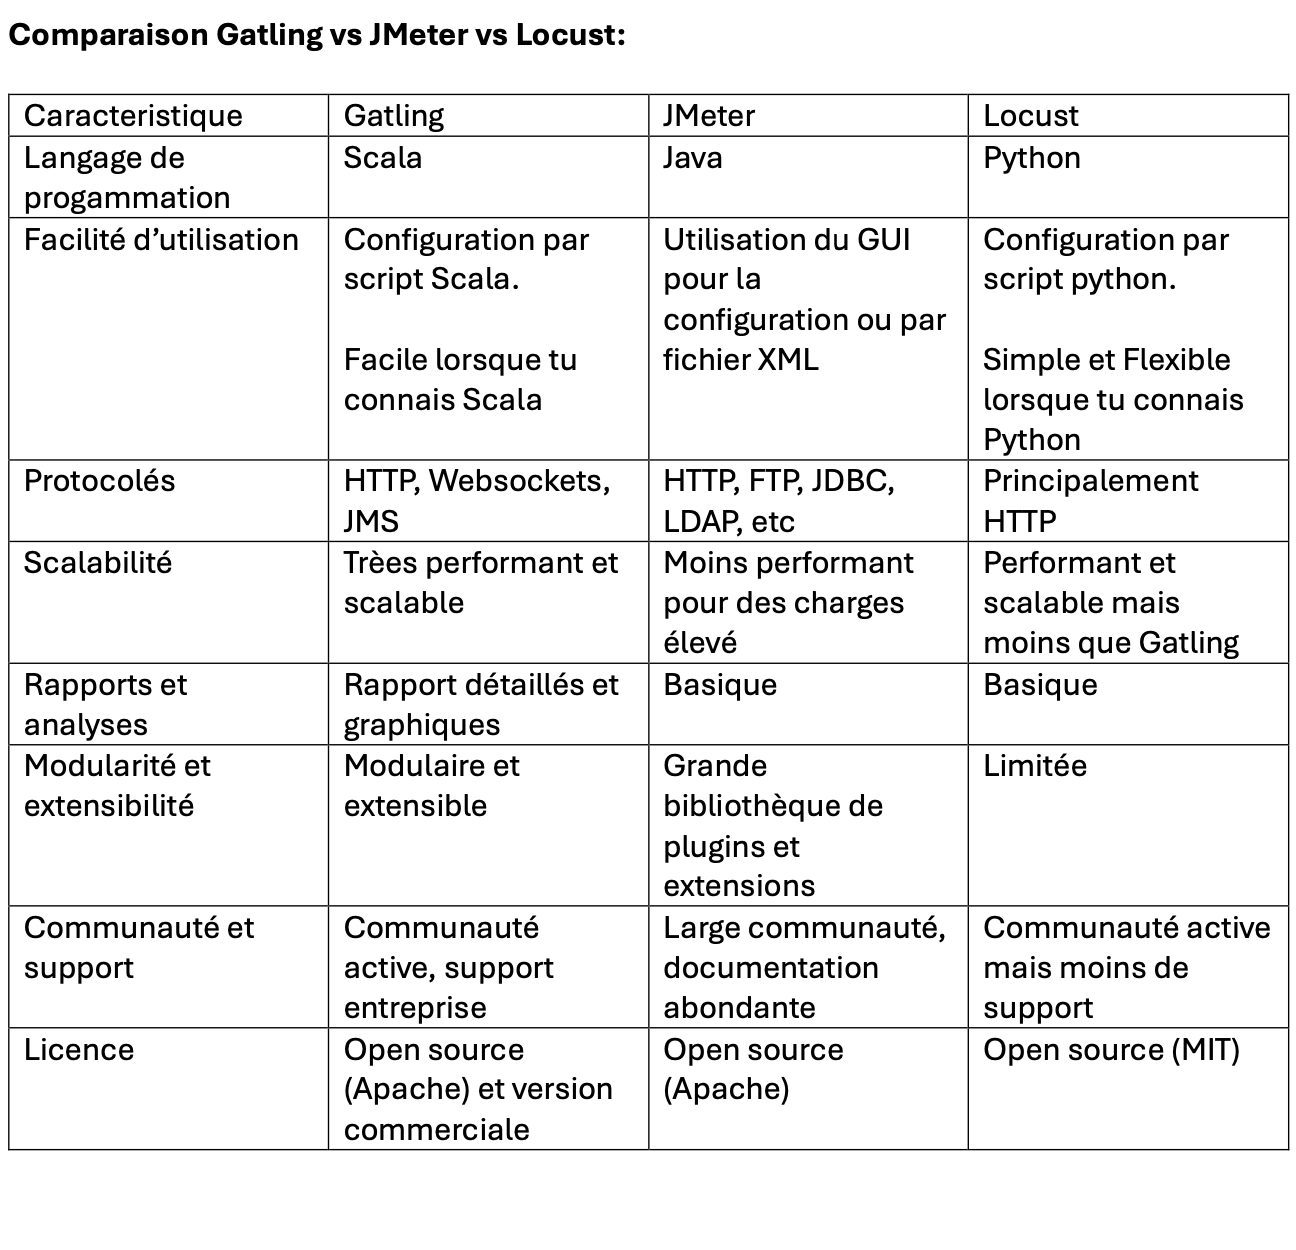 Comparaison Gatling vs JMeter vs Locust:
Caracteristique
Gatling
JMeter
Locust
Langage de
progammation
Scala
Java
Python
Facilité d’utilisation
Configuration par
script Scala.
Facile lorsque tu
connais Scala
Utilisation du GUI
pour la
configuration ou par
fichier XML
Configuration par
script python.
Simple et Flexible
lorsque tu connais
Python
Protocolés
HTTP, Websockets,
JMS
HTTP, FTP, JDBC,
LDAP, etc
Principalement
HTTP
Scalabilité
Trèes performant et
scalable
Moins performant
pour des charges
élevé
Performant et
scalable mais
moins que Gatling
Rapports et
analyses
Rapport détaillés et
graphiques
Basique
Basique
Modularité et
extensibilité
Modulaire et
extensible
Grande
bibliothèque de
plugins et
extensions
Limitée
Communauté et
support
Communauté
active, support
entreprise
Large communauté,
documentation
abondante
Communauté active
mais moins de
support
Licence
Open source
(Apache) et version
commerciale
Open source
(Apache)
Open source (MIT)